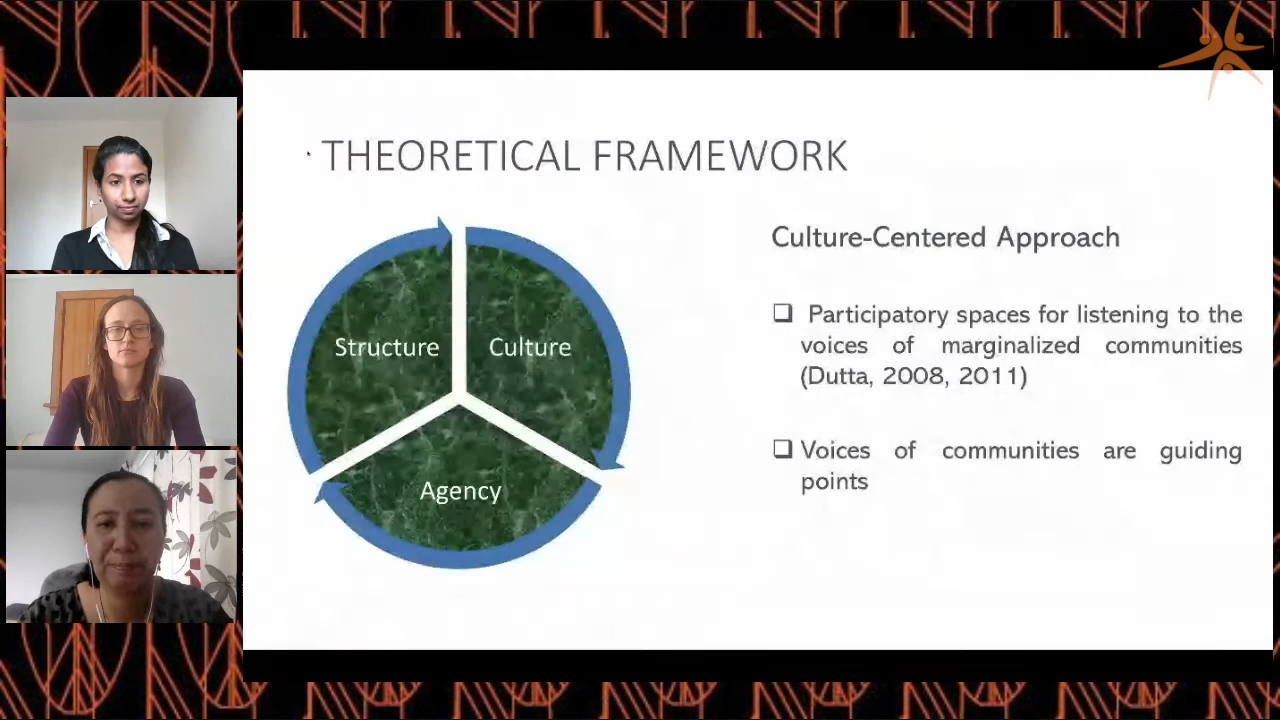 THEORETICAL FRAMEWORK
Structure
Culture
Agency
Culture-Centered Approach
❑ Participatory spaces for listening to the
voices of marginalized communities
(Dutta, 2008, 2011)
❑ Voices of communities are guiding
points